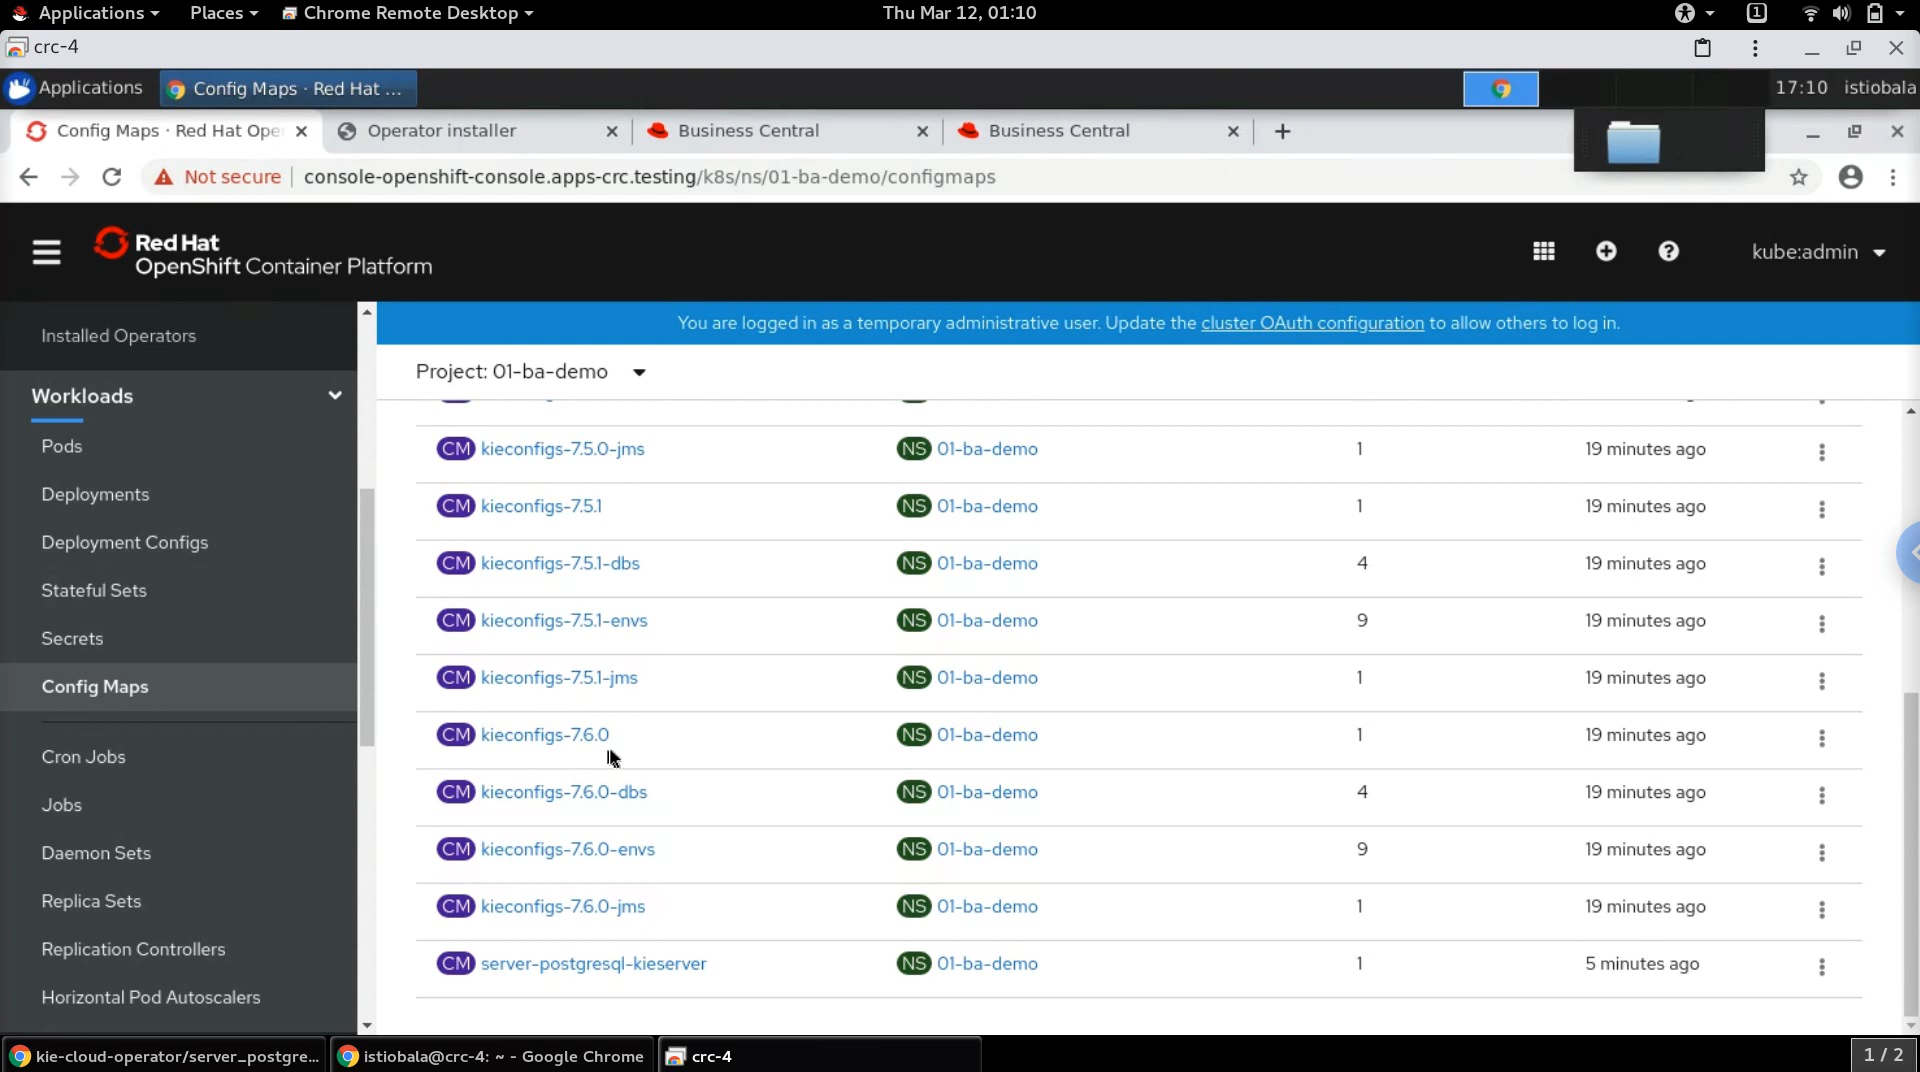 Applications Places Chrome Remote Desktop Thu Mar 12, 01:10 1
crc-4
Applications Config Maps · Red Hat ... 17:10 istiobala
Config Maps · Red Hat Ope Operator installer Business Central Business Central
Not secure console-openshift-console.apps-crc.testing/k8s/ns/01-ba-demo/configmaps
Red Hat
OpenShift Container Platform
kube:admin
You are logged in as a temporary administrative user. Update the cluster OAuth configuration to allow others to log in.
Project: 01-ba-demo
Installed Operators
Workloads
Pods
Deployments
Deployment Configs
Stateful Sets
Secrets
Config Maps
Cron Jobs
Jobs
Daemon Sets
Replica Sets
Replication Controllers
Horizontal Pod Autoscalers
CM kieconfigs-7.5.0-jms NS 01-ba-demo 1 19 minutes ago
CM kieconfigs-7.5.1 NS 01-ba-demo 1 19 minutes ago
CM kieconfigs-7.5.1-dbs NS 01-ba-demo 4 19 minutes ago
CM kieconfigs-7.5.1-envs NS 01-ba-demo 9 19 minutes ago
CM kieconfigs-7.5.1-jms NS 01-ba-demo 1 19 minutes ago
CM kieconfigs-7.6.0 NS 01-ba-demo 1 19 minutes ago
CM kieconfigs-7.6.0-dbs NS 01-ba-demo 4 19 minutes ago
CM kieconfigs-7.6.0-envs NS 01-ba-demo 9 19 minutes ago
CM kieconfigs-7.6.0-jms NS 01-ba-demo 1 19 minutes ago
CM server-postgresql-kieserver NS 01-ba-demo 1 5 minutes ago
kie-cloud-operator/server_postgre... istiobala@crc-4: ~ - Google Chrome crc-4 1 / 2